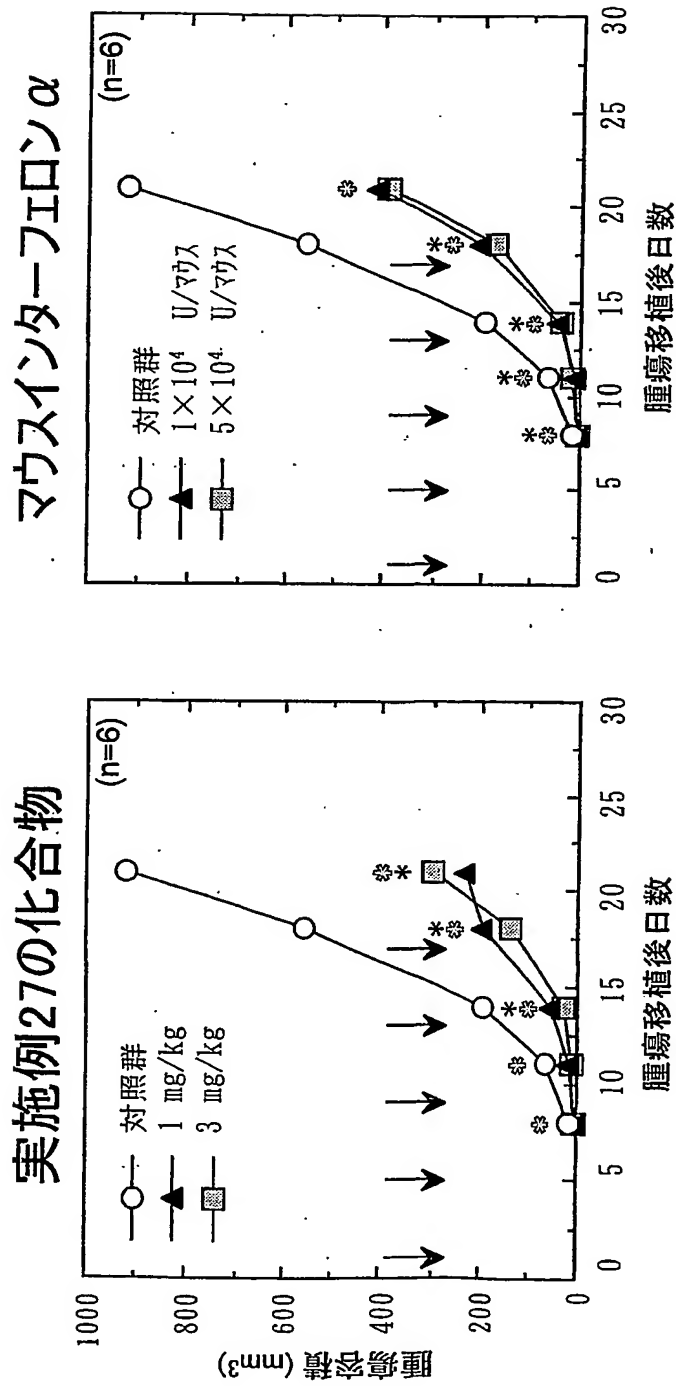 実施例27の化合物
(n=6)
対照群
1 mg/kg
3 mg/kg
腫瘍容積 (mm³)
1000
800
600
400
200
0
0 5 10 15 20 25 30
腫瘍移植後日数
マウスインターフェロン α
(n=6)
対照群
1×10⁴ U/マウス
5×10⁴ U/マウス
0 5 10 15 20 25 30
腫瘍移植後日数